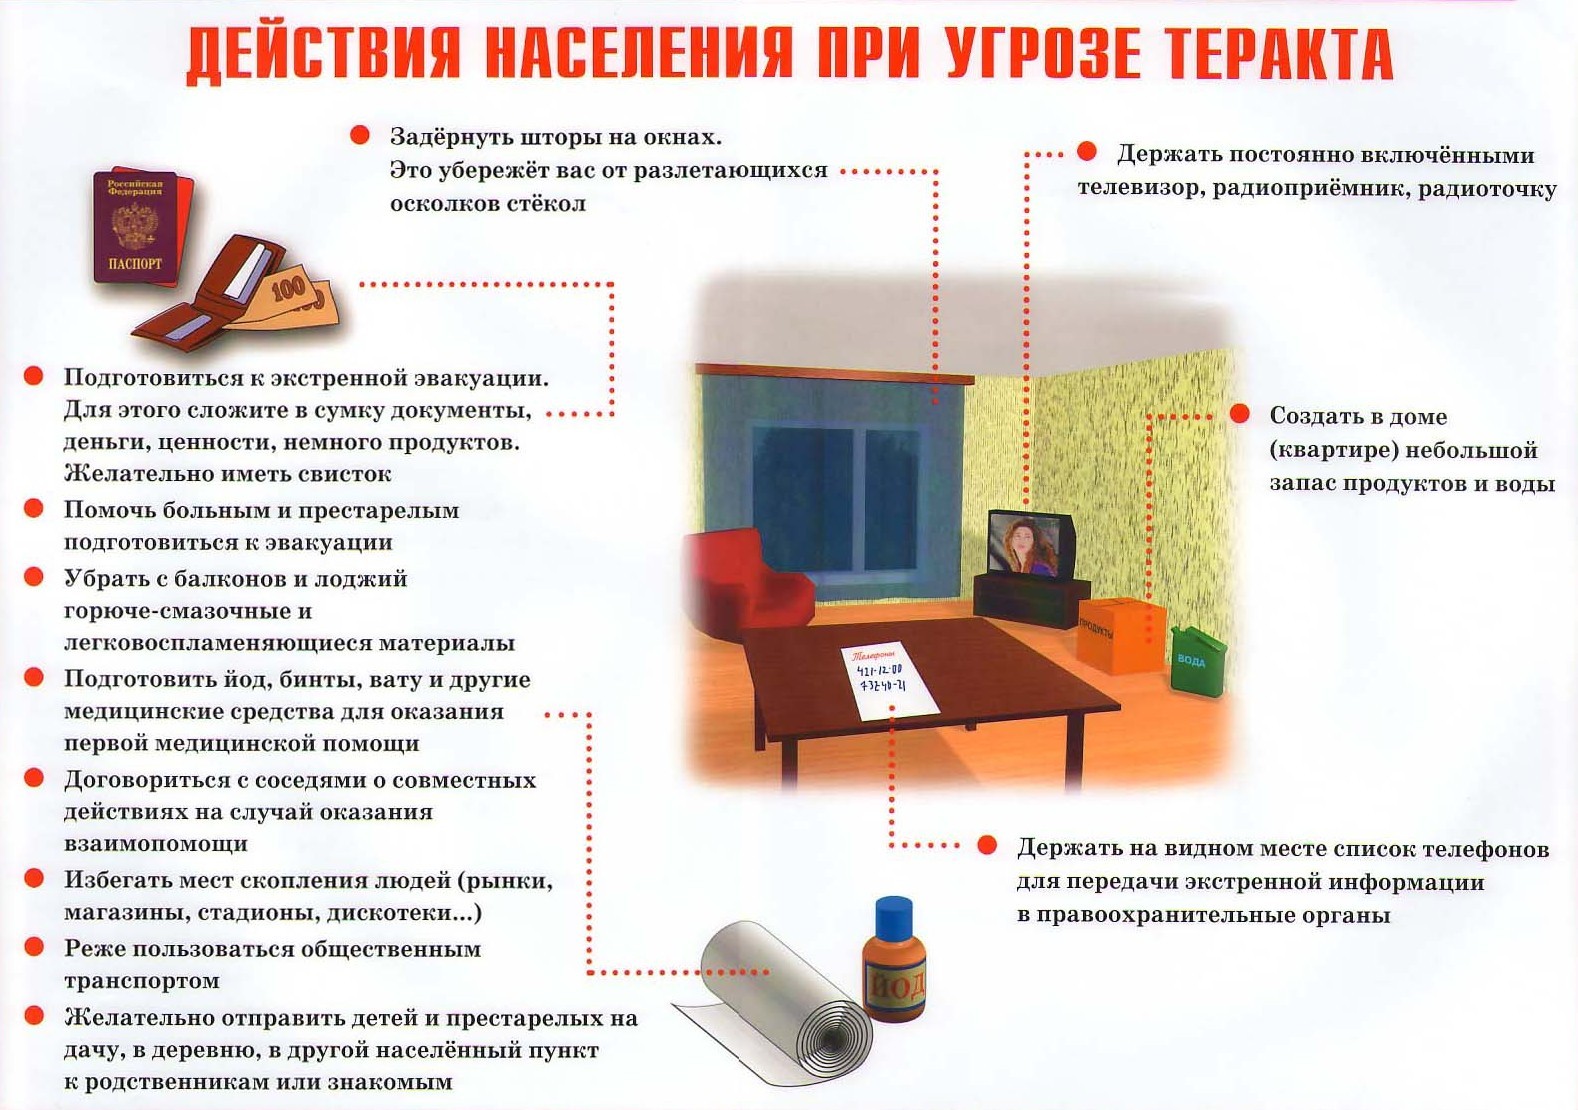 ДЕЙСТВИЯ НАСЕЛЕНИЯ ПРИ УГРОЗЕ ТЕРАКТА
Задёрнуть шторы на окнах.
Это убережёт вас от разлетающихся
осколков стёкол
Держать постоянно включёнными
телевизор, радиоприёмник, радиоточку
Российская
Федерация
ПАСПОРТ
100
Подготовиться к экстренной эвакуации.
Для этого сложите в сумку документы,
деньги, ценности, немного продуктов.
Желательно иметь свисток
Помочь больным и престарелым
подготовиться к эвакуации
Убрать с балконов и лоджий
горюче-смазочные и
легковоспламеняющиеся материалы
Подготовить йод, бинты, вату и другие
медицинские средства для оказания
первой медицинской помощи
Договориться с соседями о совместных
действиях на случай оказания
взаимопомощи
Избегать мест скопления людей (рынки,
магазины, стадионы, дискотеки...)
Реже пользоваться общественным
транспортом
Желательно отправить детей и престарелых на
дачу, в деревню, в другой населённый пункт
к родственникам или знакомым
Создать в доме
(квартире) небольшой
запас продуктов и воды
ПРОДУКТЫ
ВОДА
Телефоны
421-12-00
732-40-21
Держать на видном месте список телефонов
для передачи экстренной информации
в правоохранительные органы
ЙОД